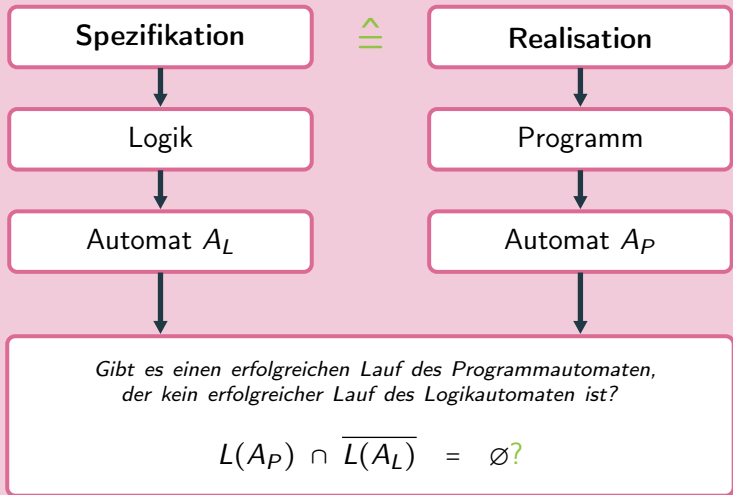 Spezifikation ≙ Realisation
Logik Programm
Automat A_L Automat A_P
Gibt es einen erfolgreichen Lauf des Programmautomaten,
der kein erfolgreicher Lauf des Logikautomaten ist?
L(A_P) ∩ \overline{L(A_L)} = ∅?